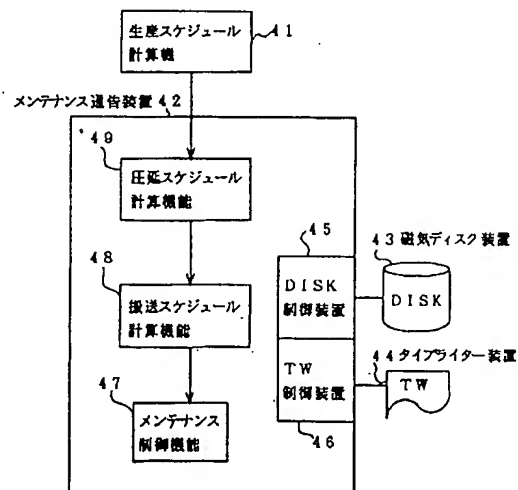 生産スケジュール
計算機
41
メンテナンス通告装置 42
49
圧延スケジュール
計算機能
48
搬送スケジュール
計算機能
47
メンテナンス
制御機能
45
DISK
制御装置
TW
制御装置
46
43 磁気ディスク装置
DISK
44 タイプライター装置
TW